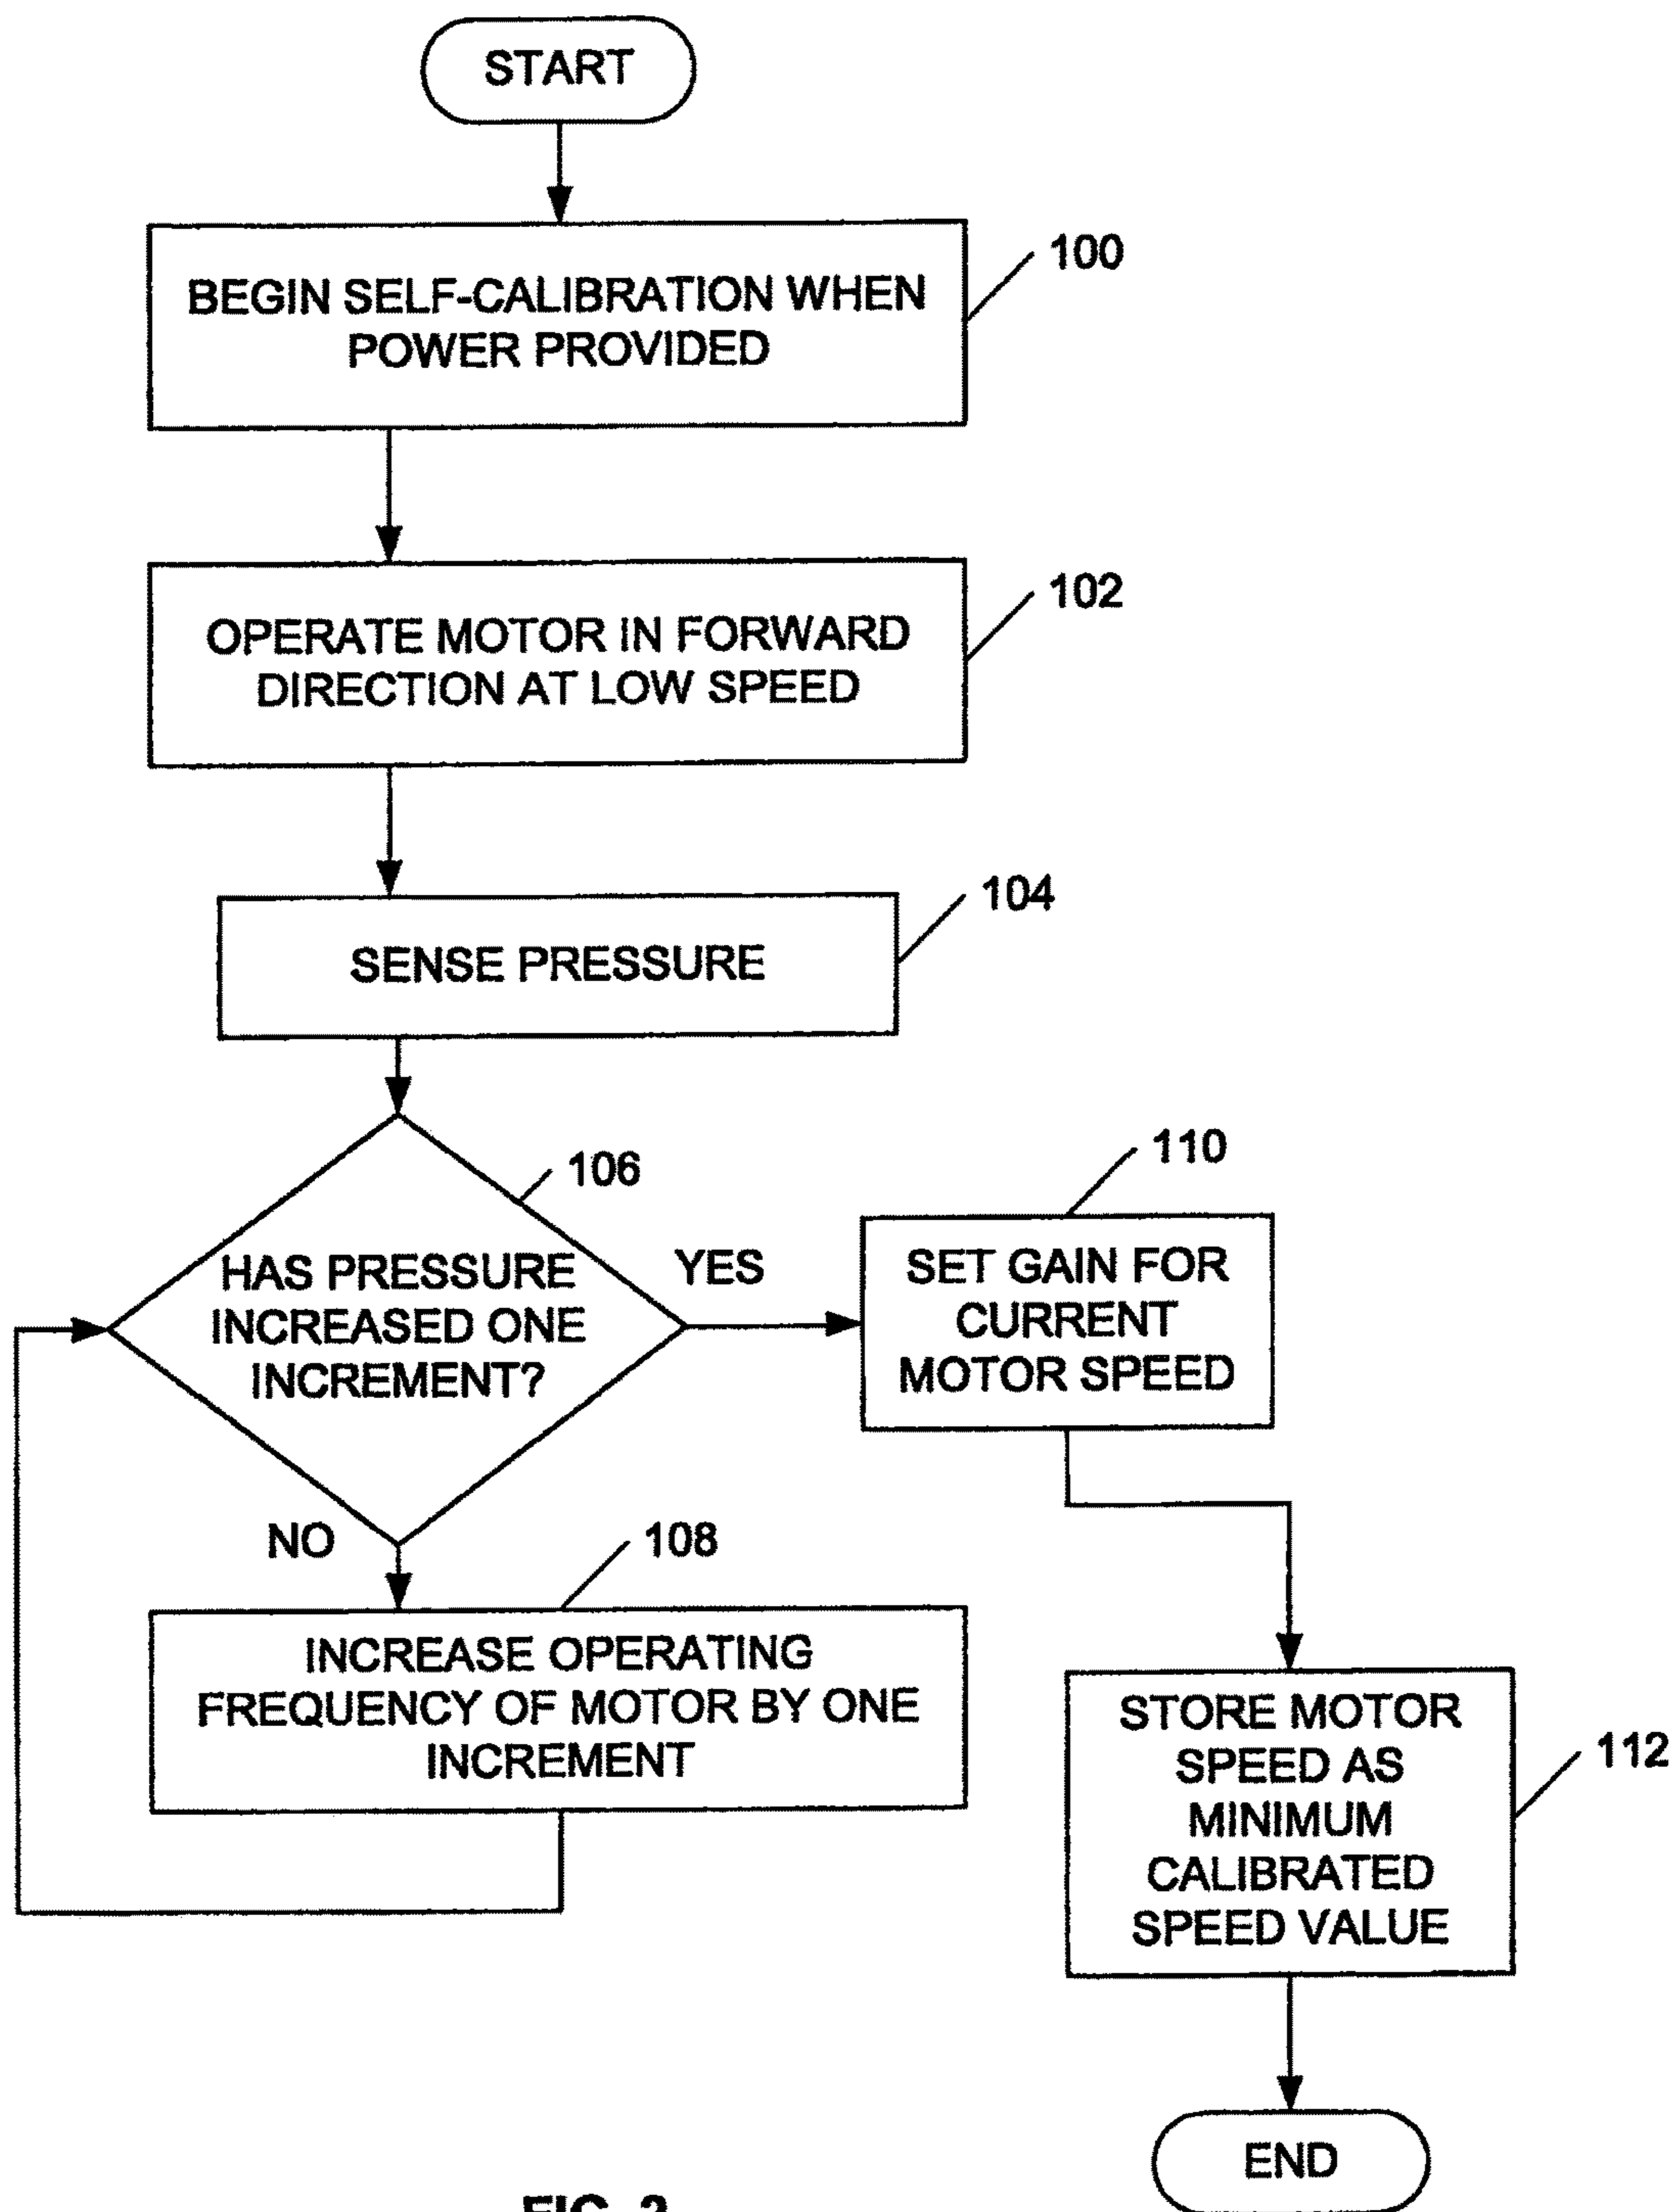 START
100
BEGIN SELF-CALIBRATION WHEN
POWER PROVIDED
102
OPERATE MOTOR IN FORWARD
DIRECTION AT LOW SPEED
104
SENSE PRESSURE
106
HAS PRESSURE
INCREASED ONE
INCREMENT?
YES
110
SET GAIN FOR
CURRENT
MOTOR SPEED
NO
108
INCREASE OPERATING
FREQUENCY OF MOTOR BY ONE
INCREMENT
112
STORE MOTOR
SPEED AS
MINIMUM
CALIBRATED
SPEED VALUE
END
FIG.